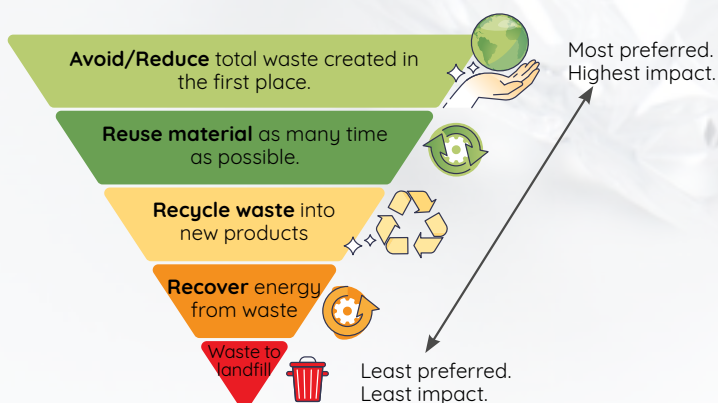 Avoid/Reduce total waste created in
the first place.
Most preferred.
Highest impact.
Reuse material as many time
as possible.
Recycle waste into
new products
Recover energy
from waste
Waste to
landfill
Least preferred.
Least impact.